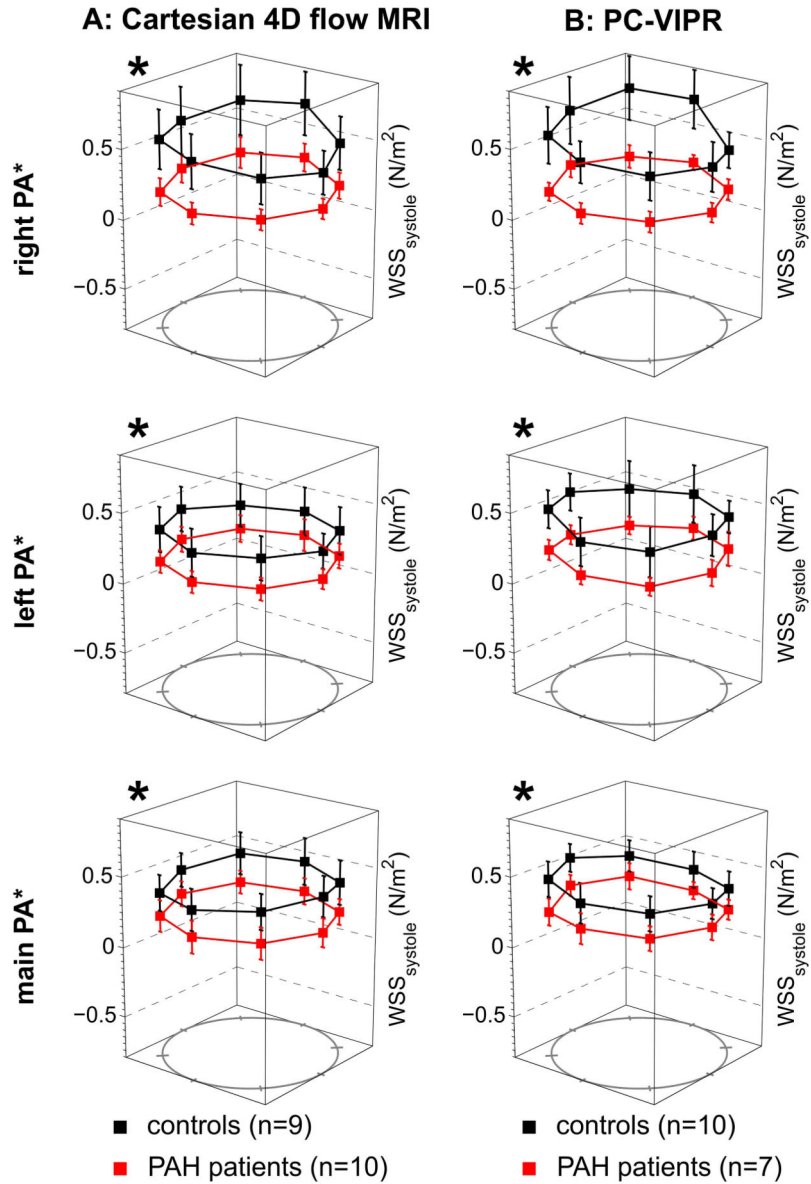 A: Cartesian 4D flow MRI
B: PC-VIPR
*
*
right PA*
0.5
0
−0.5
WSSsystole (N/m²)
0.5
0
−0.5
WSSsystole (N/m²)
*
*
left PA*
0.5
0
−0.5
WSSsystole (N/m²)
0.5
0
−0.5
WSSsystole (N/m²)
*
*
main PA*
0.5
0
−0.5
WSSsystole (N/m²)
0.5
0
−0.5
WSSsystole (N/m²)
controls (n=9)
PAH patients (n=10)
controls (n=10)
PAH patients (n=7)